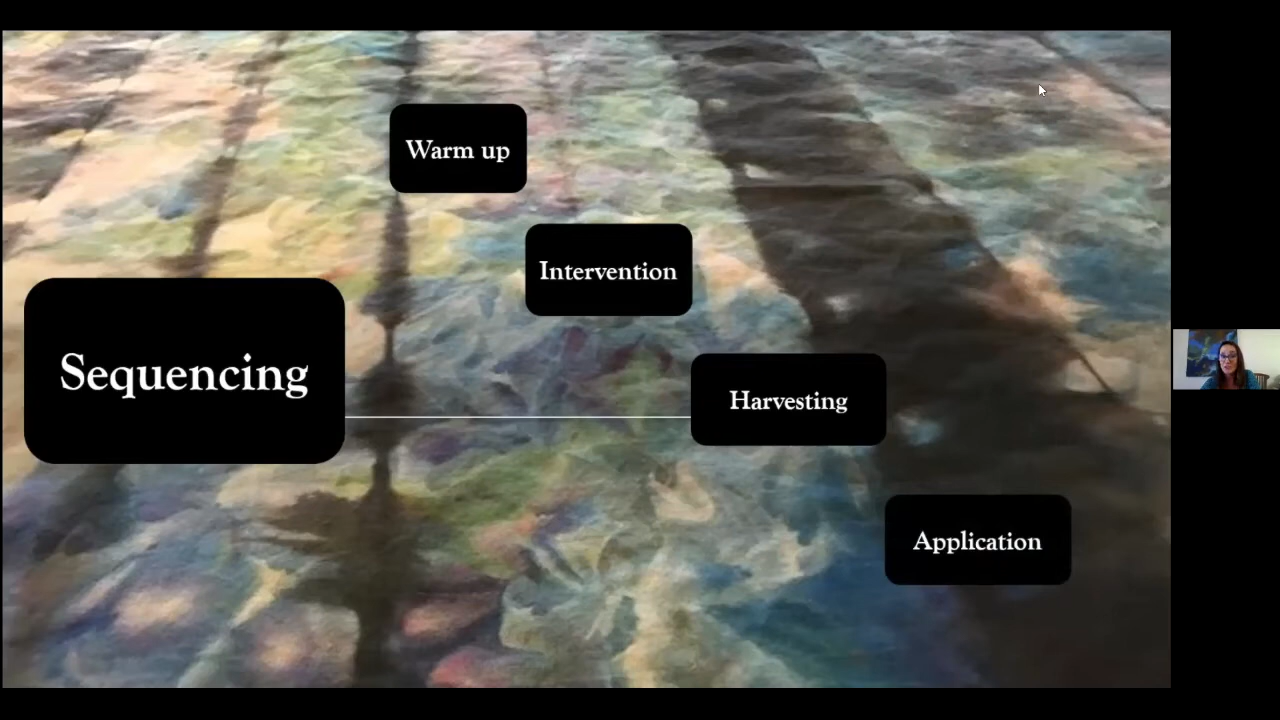 Warm up
Intervention
Sequencing
Harvesting
Application